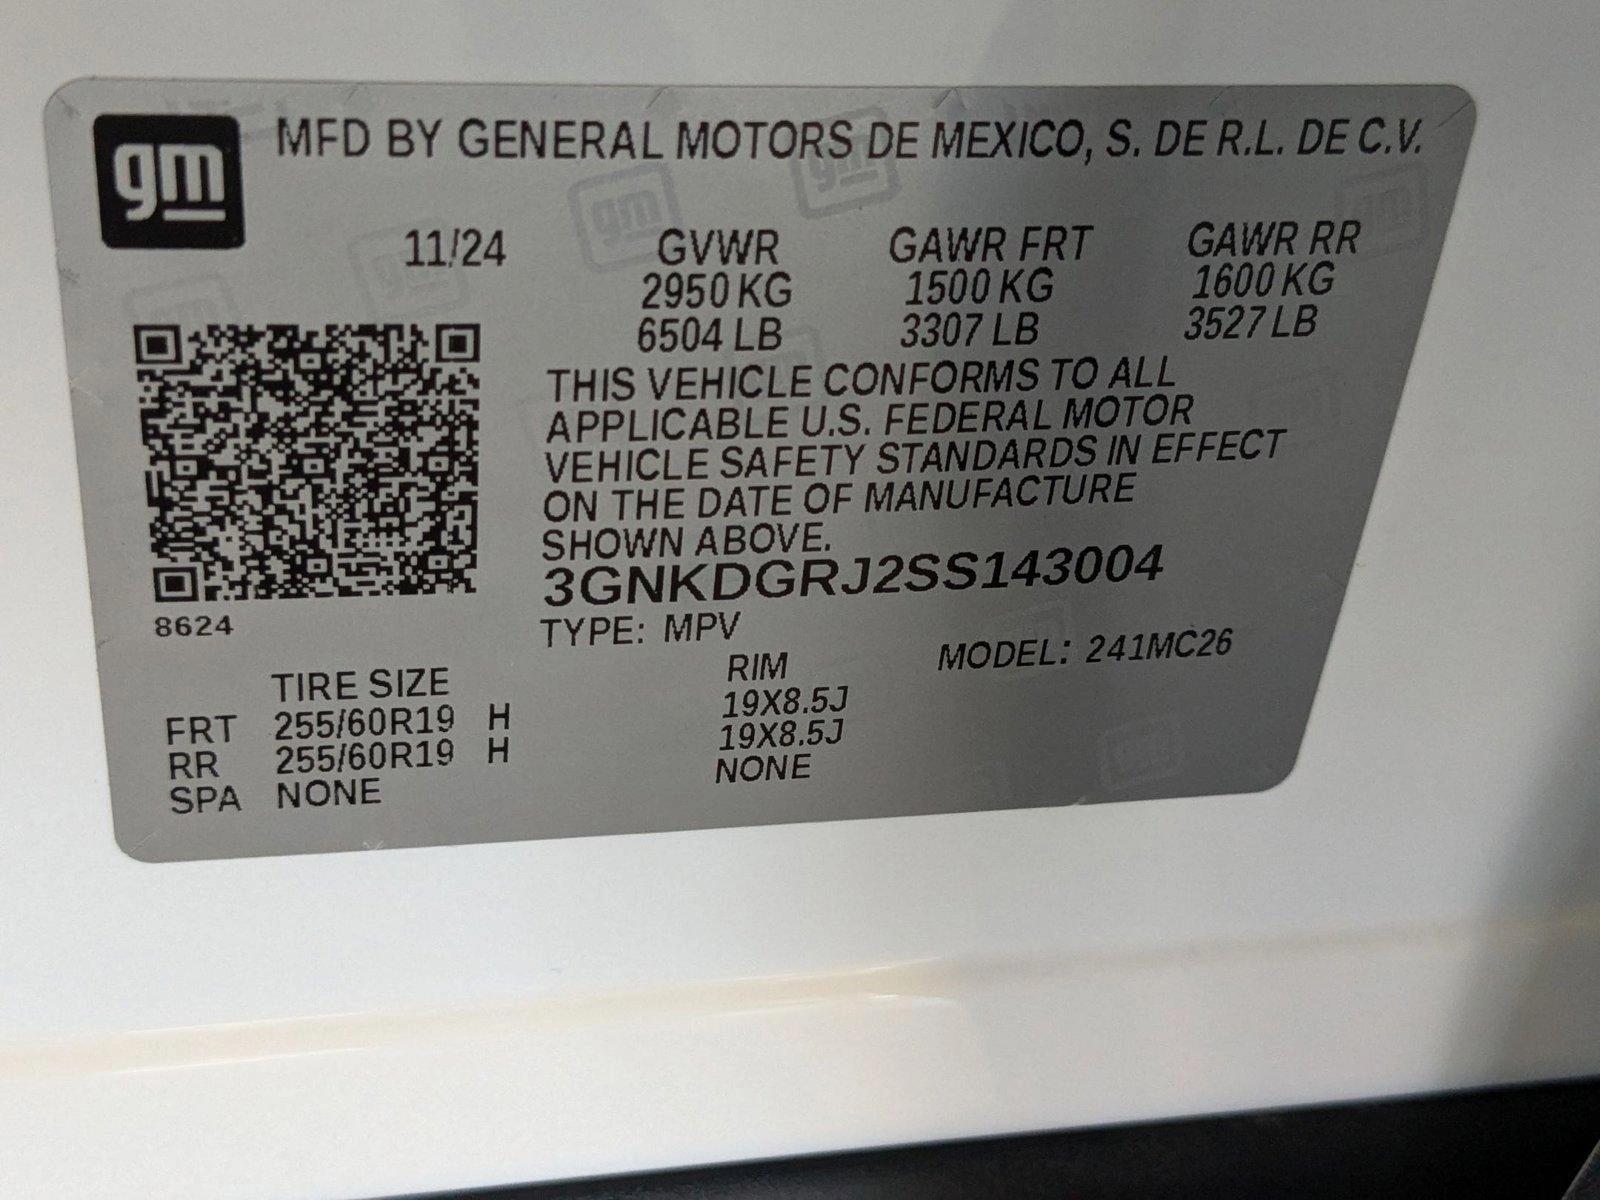 gm
MFD BY GENERAL MOTORS DE MEXICO, S. DE R.L. DE C.V.
11/24 GVWR GAWR FRT GAWR RR
2950 KG 1500 KG 1600 KG
6504 LB 3307 LB 3527 LB
THIS VEHICLE CONFORMS TO ALL
APPLICABLE U.S. FEDERAL MOTOR
VEHICLE SAFETY STANDARDS IN EFFECT
ON THE DATE OF MANUFACTURE
SHOWN ABOVE.
3GNKDGRJ2SS143004
8624
TYPE: MPV MODEL: 241MC26
TIRE SIZE RIM
FRT 255/60R19 H 19X8.5J
RR 255/60R19 H 19X8.5J
SPA NONE NONE